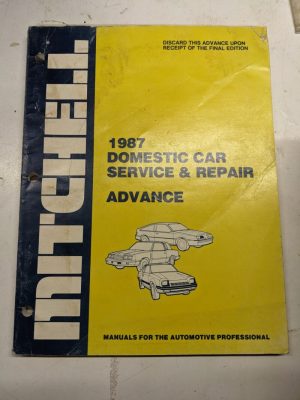 MITCHELL
DISCARD THIS ADVANCE UPON
RECEIPT OF THE FINAL EDITION
1987
DOMESTIC CAR
SERVICE & REPAIR
ADVANCE
MANUALS FOR THE AUTOMOTIVE PROFESSIONAL